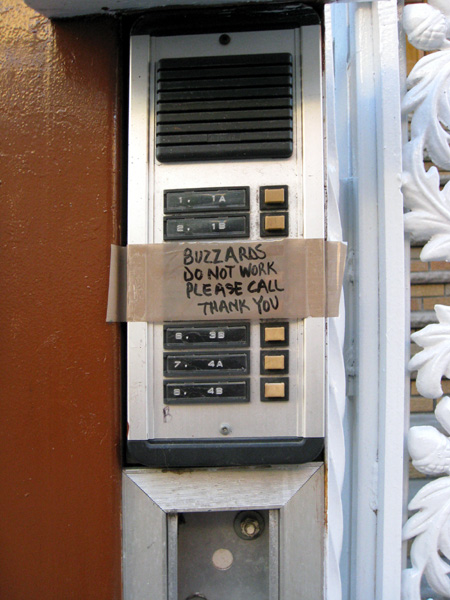 1. 1A
2. 1B
BUZZARDS
DO NOT WORK
PLEASE CALL
THANK YOU
6. 3B
7. 4A
8. 4B
B